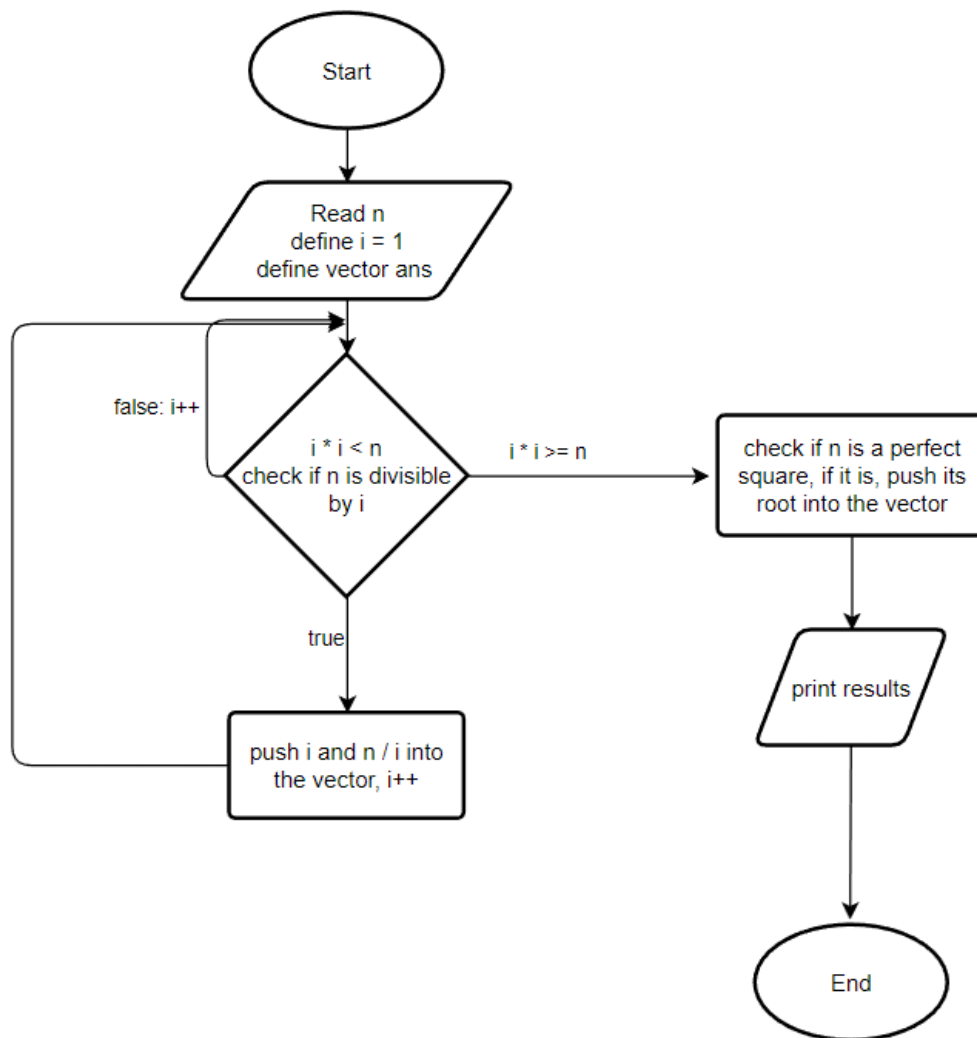 Start
Read n
define i = 1
define vector ans
false: i++
i * i < n
check if n is divisible
by i
i * i >= n
check if n is a perfect
square, if it is, push its
root into the vector
true
print results
push i and n / i into
the vector, i++
End